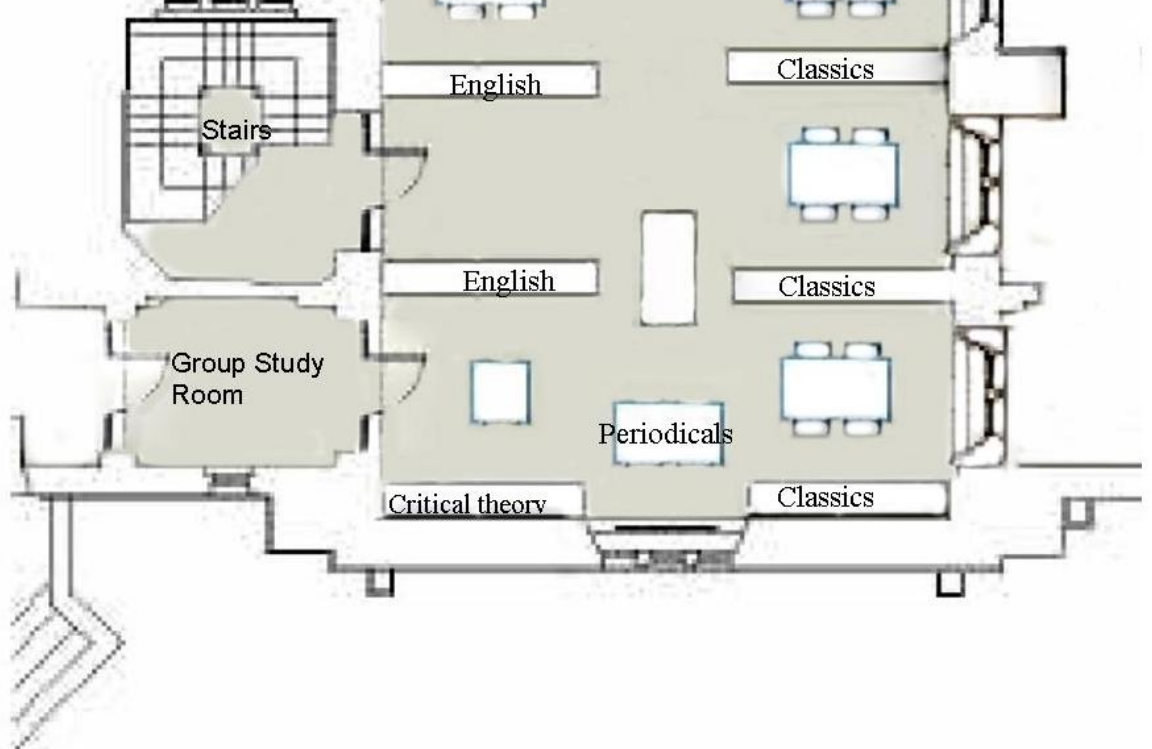 English
Classics
Stairs
English
Classics
Group Study
Room
Periodicals
Critical theory
Classics